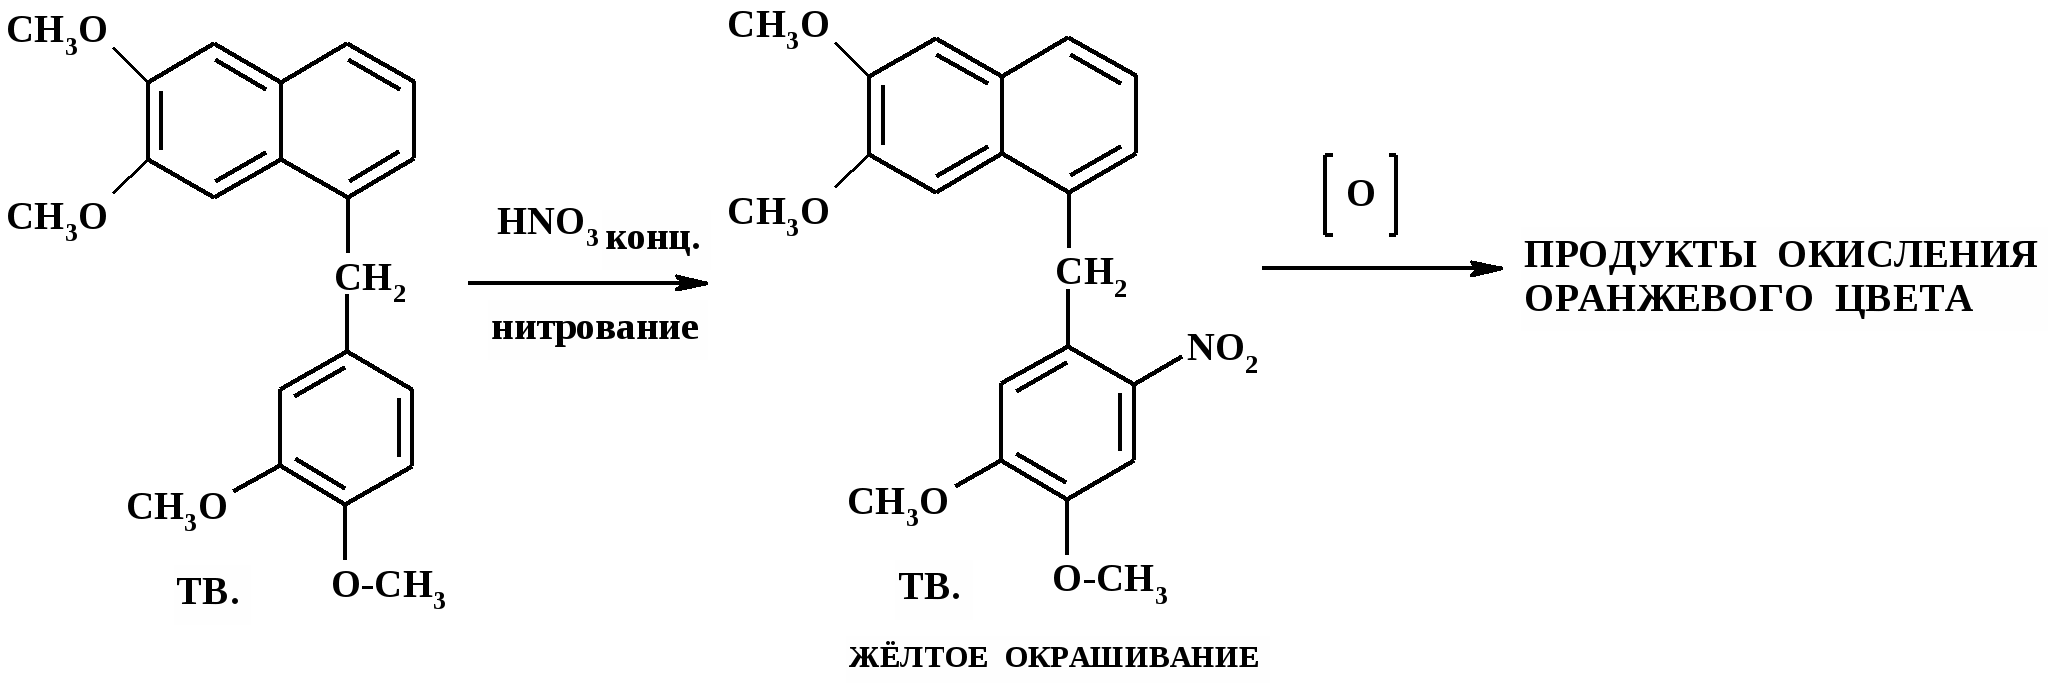 CH3O
CH3O
CH2
CH3O
O-CH3
ТВ.
HNO3 конц.
нитрование
CH3O
CH3O
CH2
NO2
CH3O
O-CH3
ТВ.
ЖЁЛТОЕ ОКРАШИВАНИЕ
[O]
ПРОДУКТЫ ОКИСЛЕНИЯ
ОРАНЖЕВОГО ЦВЕТА